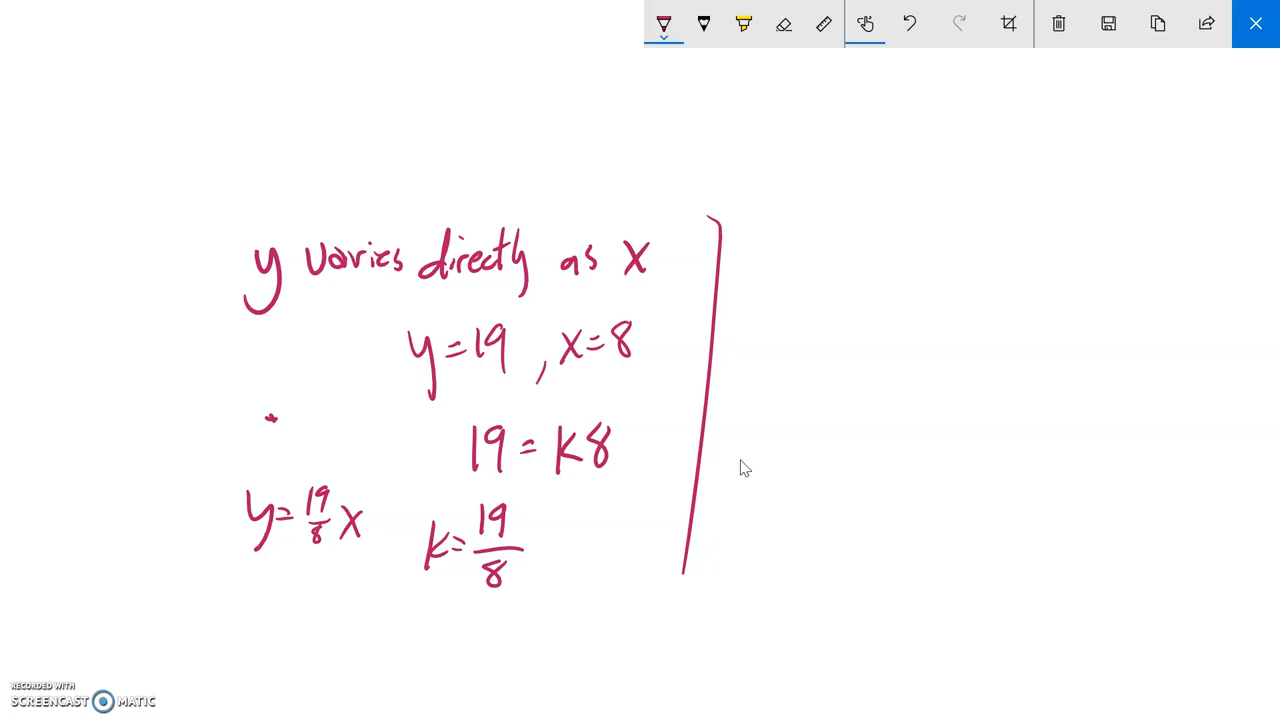 y varies directly as x
y=19 , x=8
19 = k8
y= 19/8 x
k= 19/8
RECORDED WITH
SCREENCAST MATIC